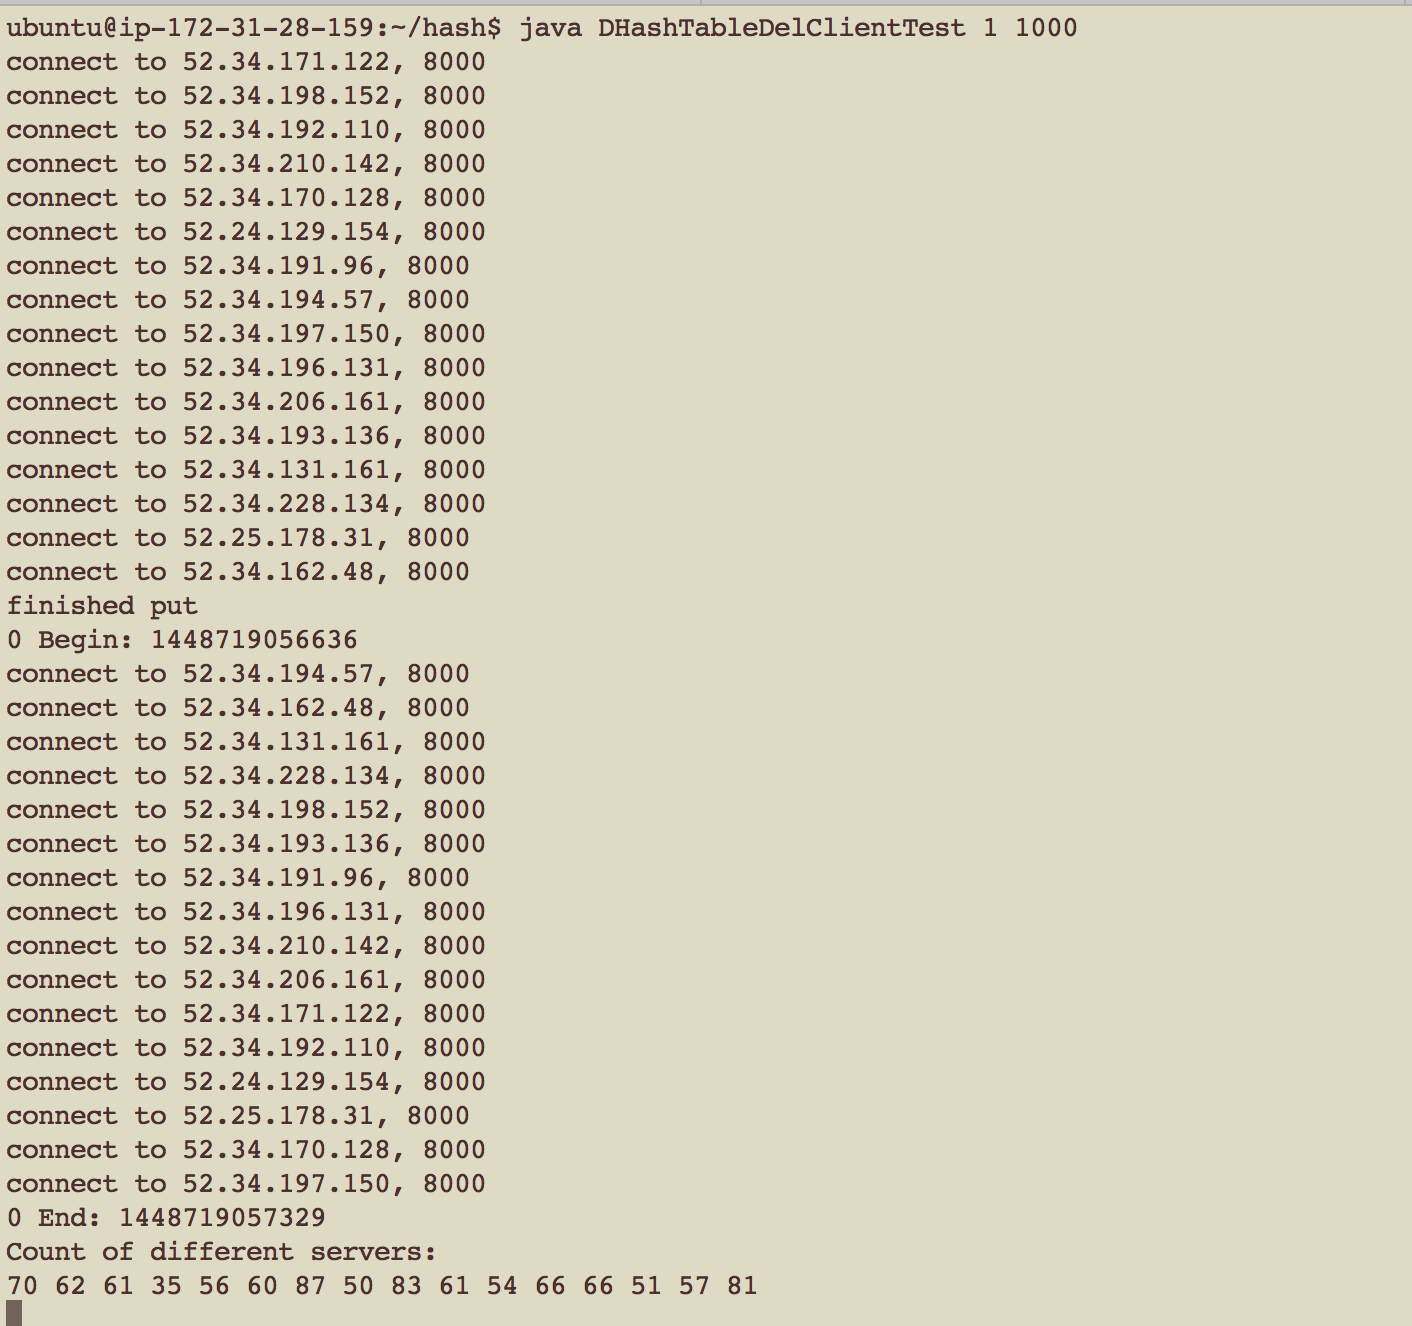 ubuntu@ip-172-31-28-159:~/hash$ java DHashTableDelClientTest 1 1000
connect to 52.34.171.122, 8000
connect to 52.34.198.152, 8000
connect to 52.34.192.110, 8000
connect to 52.34.210.142, 8000
connect to 52.34.170.128, 8000
connect to 52.24.129.154, 8000
connect to 52.34.191.96, 8000
connect to 52.34.194.57, 8000
connect to 52.34.197.150, 8000
connect to 52.34.196.131, 8000
connect to 52.34.206.161, 8000
connect to 52.34.193.136, 8000
connect to 52.34.131.161, 8000
connect to 52.34.228.134, 8000
connect to 52.25.178.31, 8000
connect to 52.34.162.48, 8000
finished put
0 Begin: 1448719056636
connect to 52.34.194.57, 8000
connect to 52.34.162.48, 8000
connect to 52.34.131.161, 8000
connect to 52.34.228.134, 8000
connect to 52.34.198.152, 8000
connect to 52.34.193.136, 8000
connect to 52.34.191.96, 8000
connect to 52.34.196.131, 8000
connect to 52.34.210.142, 8000
connect to 52.34.206.161, 8000
connect to 52.34.171.122, 8000
connect to 52.34.192.110, 8000
connect to 52.24.129.154, 8000
connect to 52.25.178.31, 8000
connect to 52.34.170.128, 8000
connect to 52.34.197.150, 8000
0 End: 1448719057329
Count of different servers:
70 62 61 35 56 60 87 50 83 61 54 66 66 51 57 81